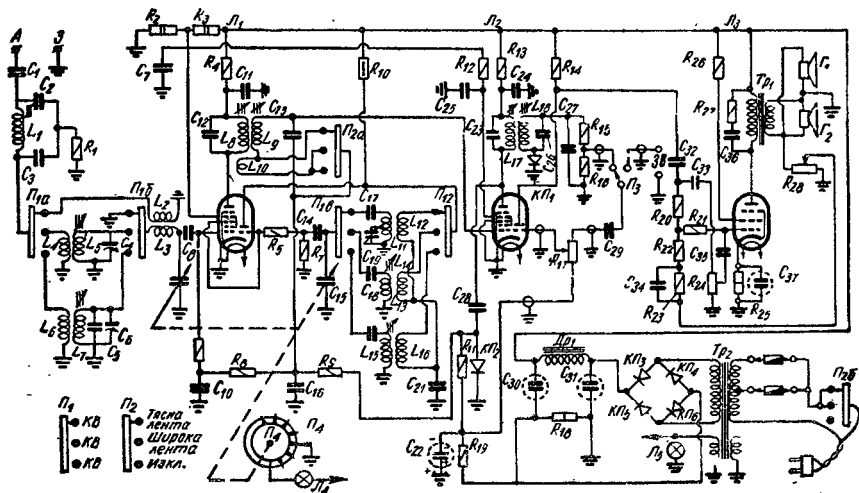 R₂ К₃ Л₁ Л₂ Л₃
А З
C₁ C₂ C₇ R₄ C₁₁ R₁₀ R₁₂ R₁₃ C₂₄ R₁₄ R₂₆ Тр₁ Г₁
L₁ C₁₂ C₁₃ П₂а C₂₅ C₂₃ L₁₈ C₂₇ R₁₅ C₃₂ C₃₃ C₃₆ Г₂
R₁ L₈ L₉ L₁₀ L₁₇ C₂₆ R₁₆ П₃ ЗВ R₂₈
C₃
П₁а П₁б L₂ L₃ C₈ R₅ C₁₄ П₁в C₁₇ L₁₂ П₁г КП₁ R₁₇ C₂₉ R₂₀ R₂₁
L₄ L₅ C₄ R₇ C₁₅ L₁₁ C₁₉ L₁₄ R₂₂ C₃₅ C₃₇
C₁₈ L₁₃ C₂₈ C₃₄ R₂₄ R₂₅
L₆ L₇ C₆ C₅ R₈ R₉ L₁₅ L₁₆ R₁₁ КП₂ R₂₃
C₁₀ C₁₆ C₂₁ Др₁ КП₃ КП₄ Тр₂ П₂б
C₃₀ C₃₁ КП₅ КП₆
П₁ П₂ Тясна лента П₄ R₁₈
КВ Широка лента П₄ C₂₂ R₁₉ Л₅
КВ Изкл.
КВ Л₄